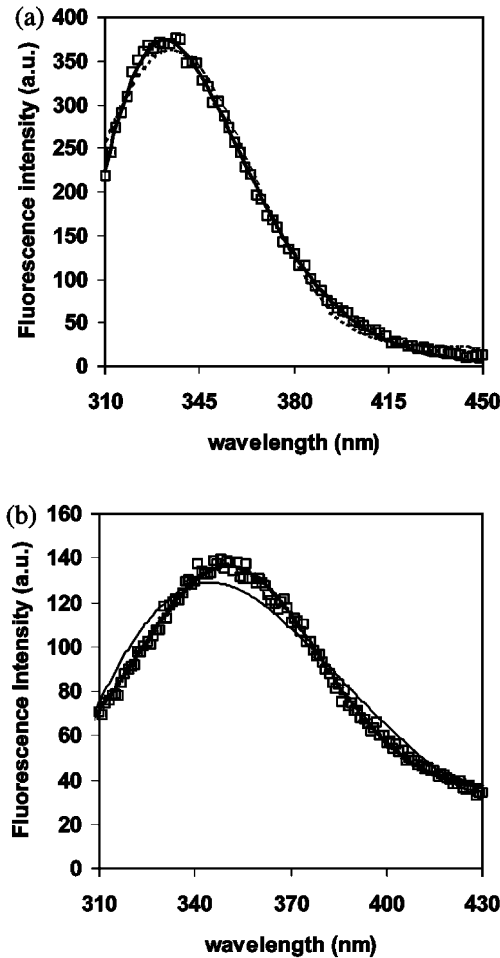 (a)
Fluorescence intensity (a.u.)
400
350
300
250
200
150
100
50
0
310 345 380 415 450
wavelength (nm)
(b)
Fluorescence Intensity (a.u.)
160
140
120
100
80
60
40
20
0
310 340 370 400 430
wavelength (nm)